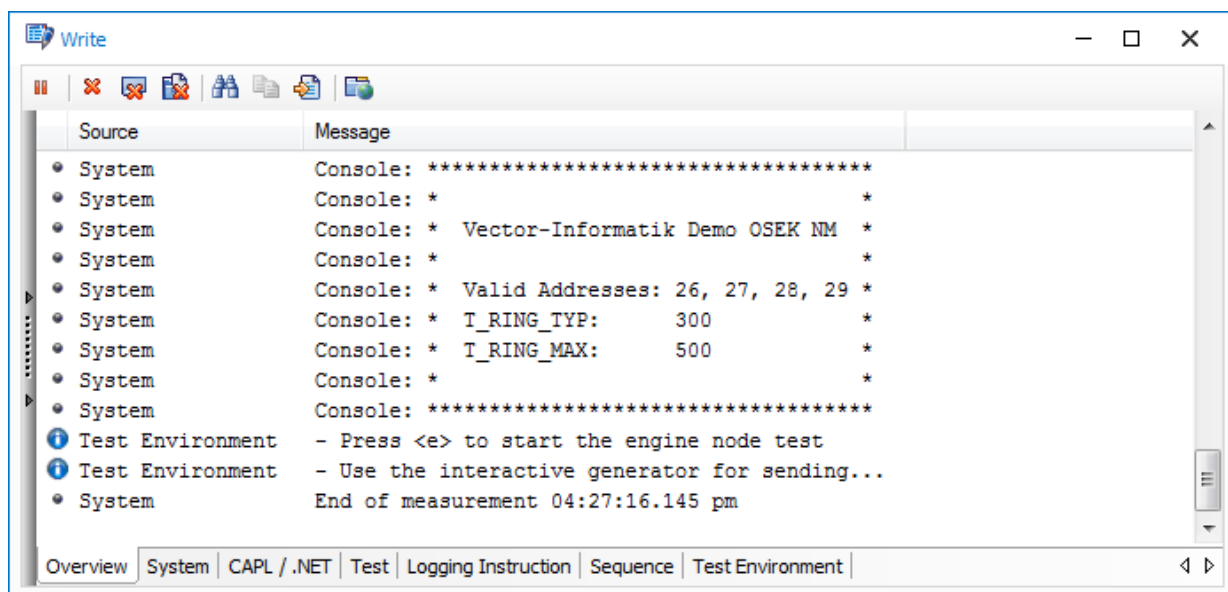 Write
Source Message
System Console: ************************************
System Console: *                                  *
System Console: *  Vector-Informatik Demo OSEK NM  *
System Console: *                                  *
System Console: *  Valid Addresses: 26, 27, 28, 29 *
System Console: *  T_RING_TYP:      300            *
System Console: *  T_RING_MAX:      500            *
System Console: *                                  *
System Console: ************************************
Test Environment - Press <e> to start the engine node test
Test Environment - Use the interactive generator for sending...
System End of measurement 04:27:16.145 pm
Overview System CAPL / .NET Test Logging Instruction Sequence Test Environment